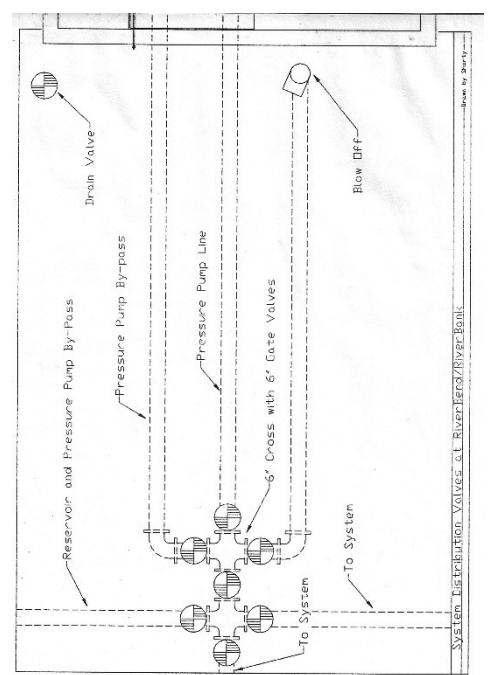 Drain Valve
Blow Off
Pressure Pump By-pass
Pressure Pump Line
Reservoir and Pressure Pump By-Pass
6" Cross with 6" Gate Valves
To System
To System
System Distribution Valves at RiverBend/RiverBank
Drawn by Shorty